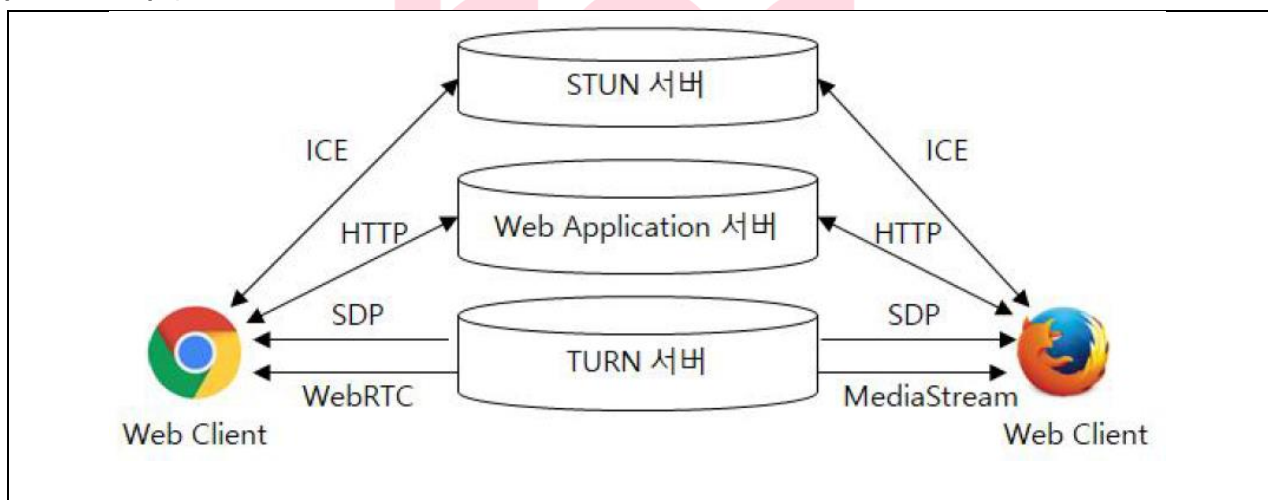 STUN 서버
ICE
ICE
HTTP
Web Application 서버
HTTP
SDP
SDP
TURN 서버
WebRTC
MediaStream
Web Client
Web Client